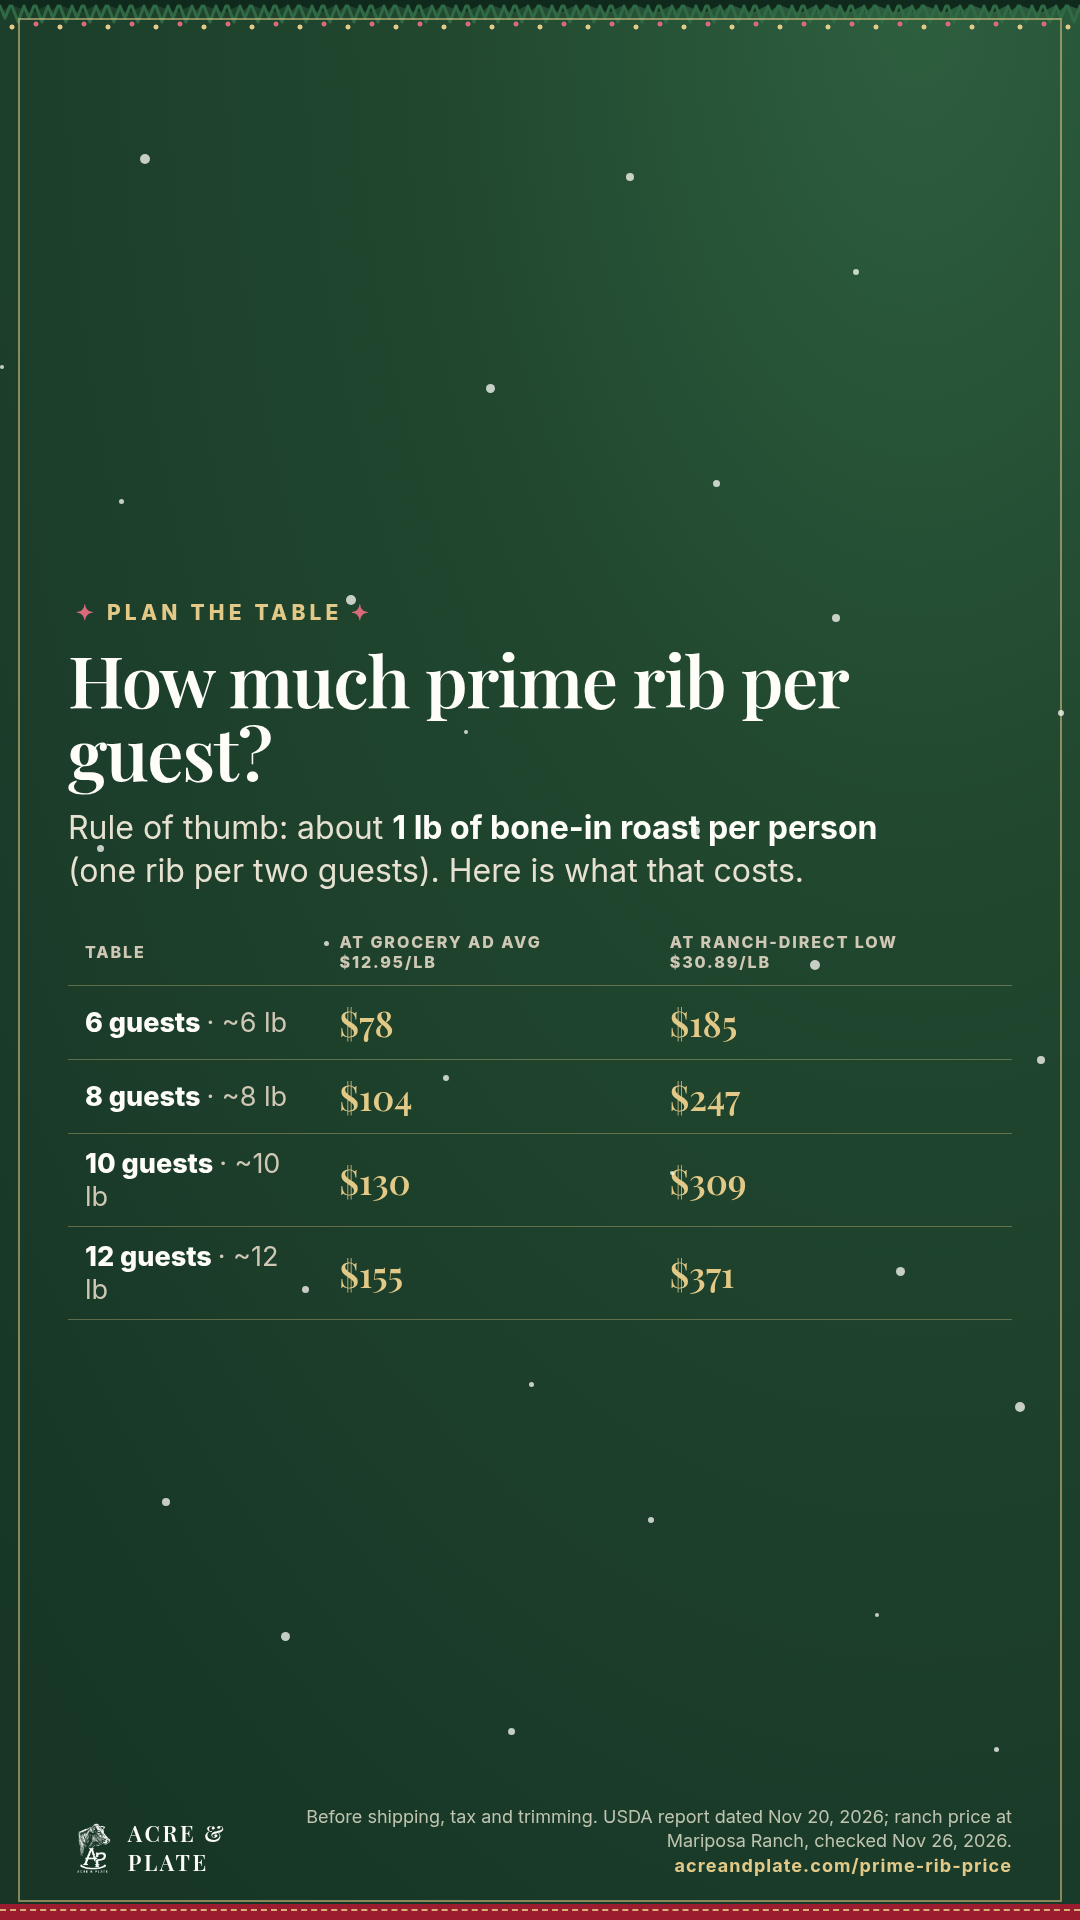 ✦ PLAN THE TABLE ✦
How much prime rib per
guest?
Rule of thumb: about 1 lb of bone-in roast per person
(one rib per two guests). Here is what that costs.
TABLE
AT GROCERY AD AVG
$12.95/LB
AT RANCH-DIRECT LOW
$30.89/LB
6 guests · ~6 lb
$78
$185
8 guests · ~8 lb
$104
$247
10 guests · ~10
lb
$130
$309
12 guests · ~12
lb
$155
$371
AP
ACRE & PLATE
ACRE &
PLATE
Before shipping, tax and trimming. USDA report dated Nov 20, 2026; ranch price at
Mariposa Ranch, checked Nov 26, 2026.
acreandplate.com/prime-rib-price